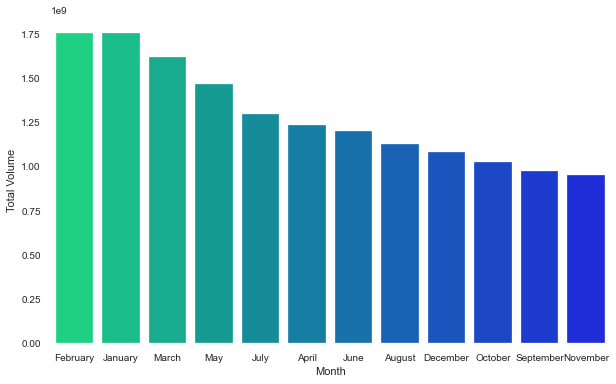 1e9
1.75
1.50
1.25
1.00
0.75
0.50
0.25
0.00
Total Volume
February January March May July April June August December October September November
Month